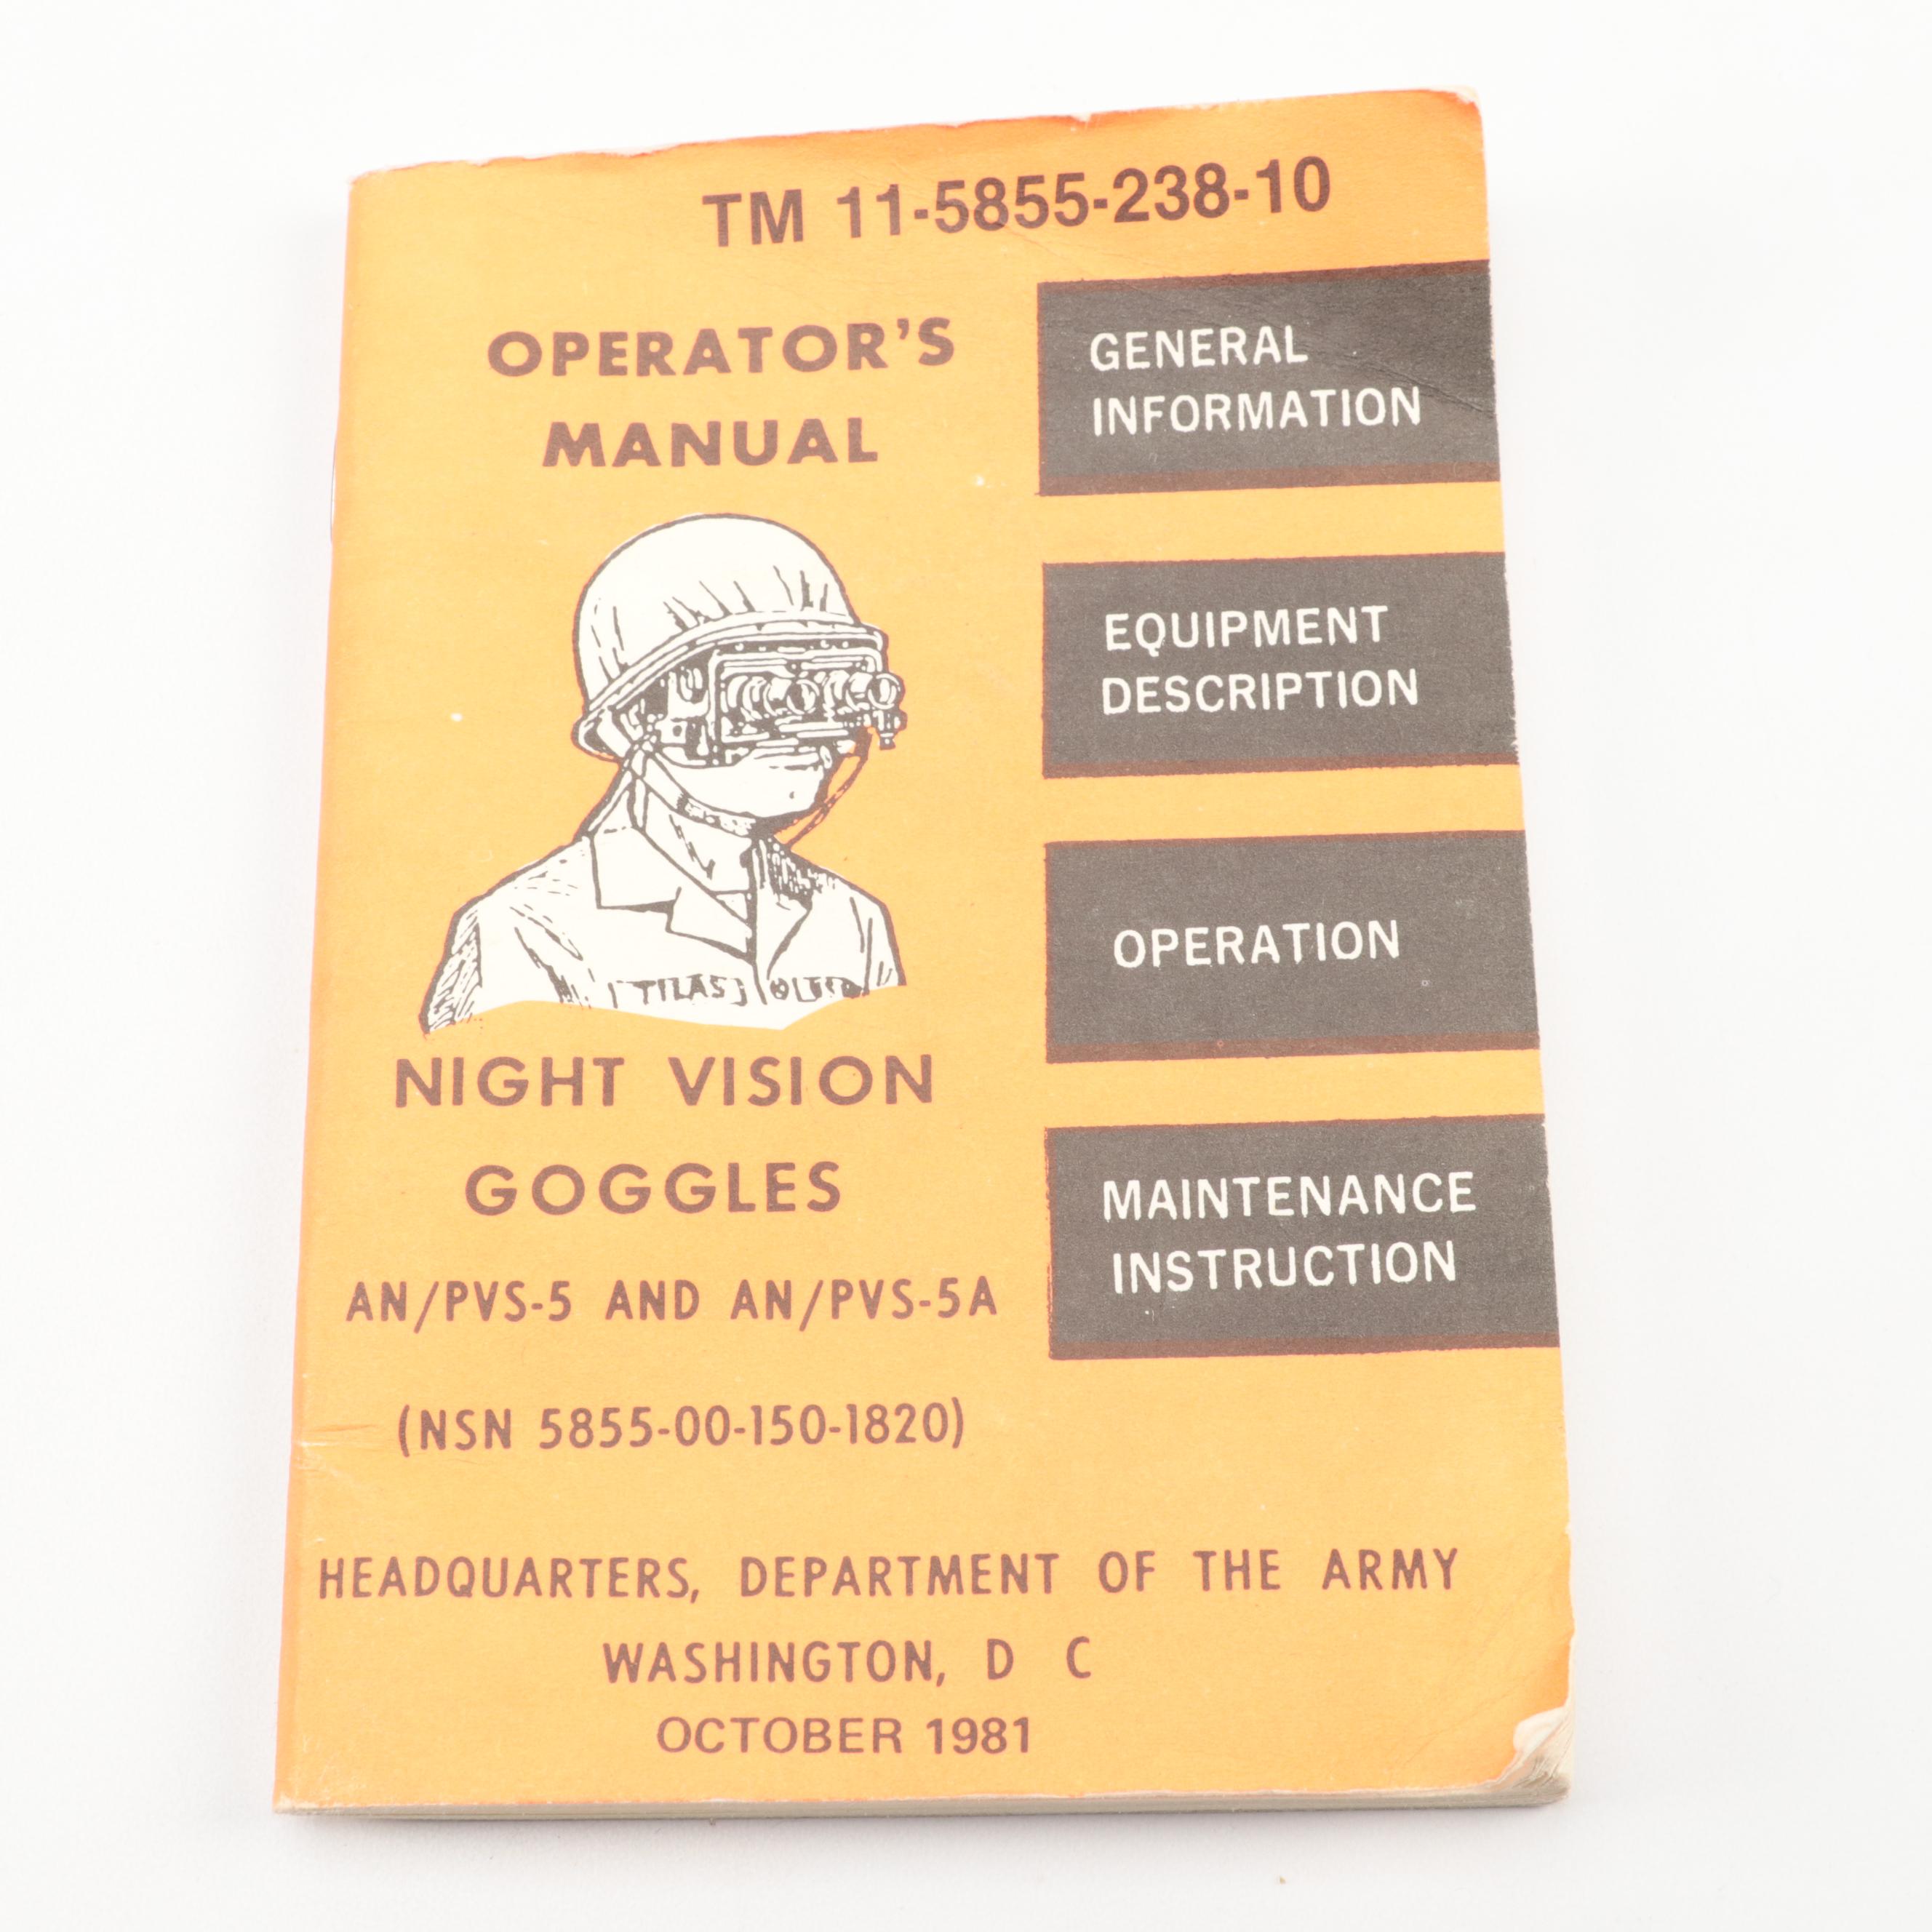 TM 11-5855-238-10
OPERATOR'S
MANUAL
NIGHT VISION
GOGGLES
AN/PVS-5 AND AN/PVS-5A
(NSN 5855-00-150-1820)
GENERAL
INFORMATION
EQUIPMENT
DESCRIPTION
OPERATION
MAINTENANCE
INSTRUCTION
HEADQUARTERS, DEPARTMENT OF THE ARMY
WASHINGTON, D C
OCTOBER 1981